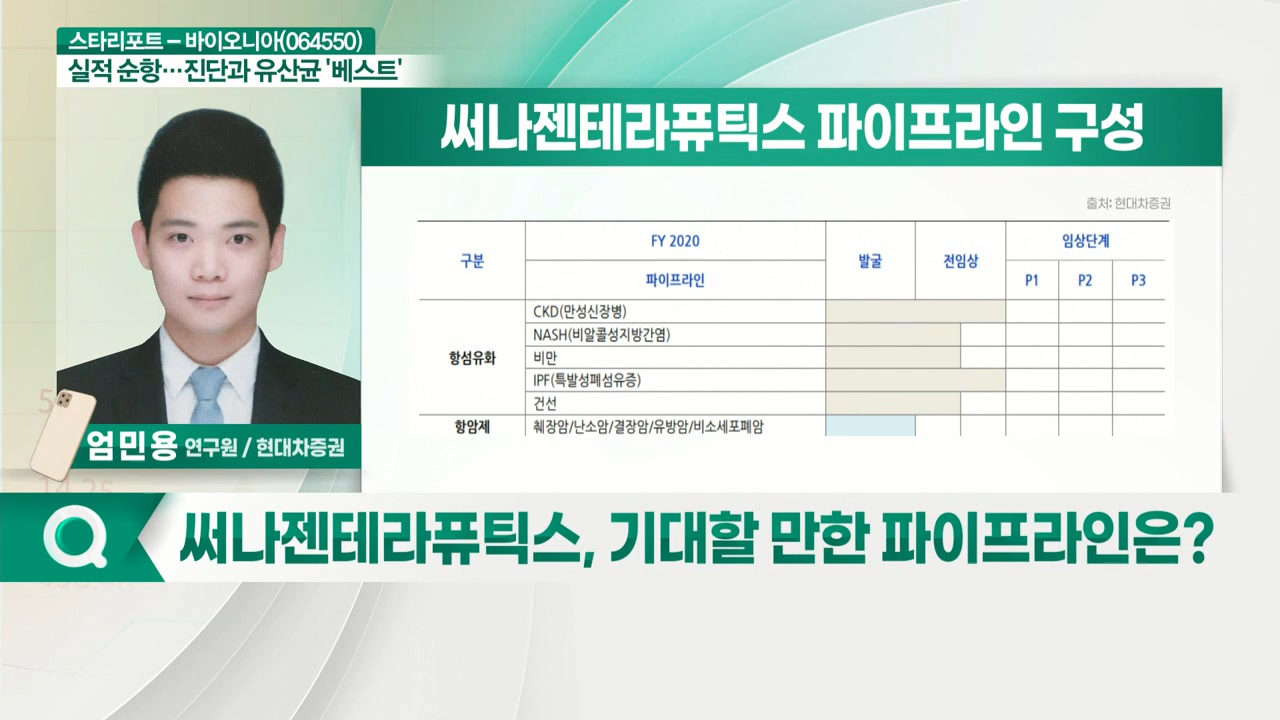 스타리포트 - 바이오니아(064550)
실적 순항…진단과 유산균 '베스트'
써나젠테라퓨틱스 파이프라인 구성
출처: 현대차증권
구분
FY 2020
파이프라인
발굴
전임상
임상단계
P1
P2
P3
항섬유화
CKD(만성신장병)
NASH(비알콜성지방간염)
비만
IPF(특발성폐섬유증)
건선
항암제
췌장암/난소암/결장암/유방암/비소세포폐암
엄민용 연구원 / 현대차증권
14.25
Q 써나젠테라퓨틱스, 기대할 만한 파이프라인은?